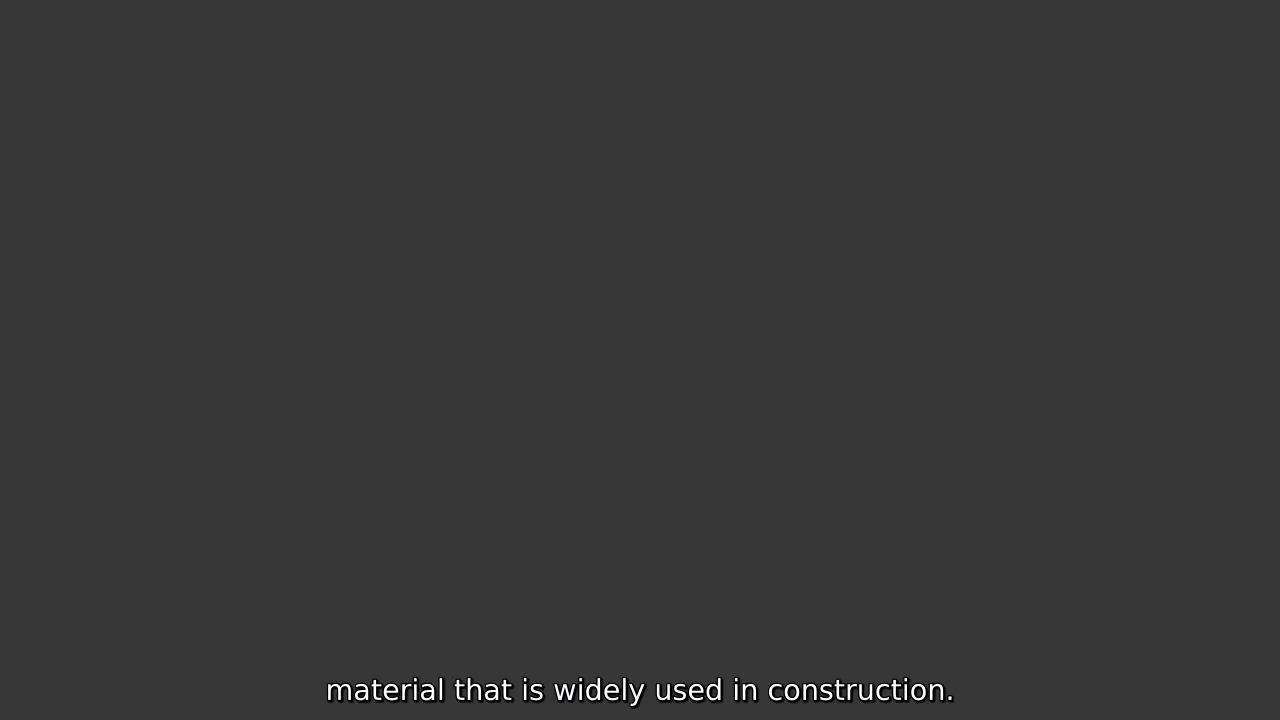 material that is widely used in construction.